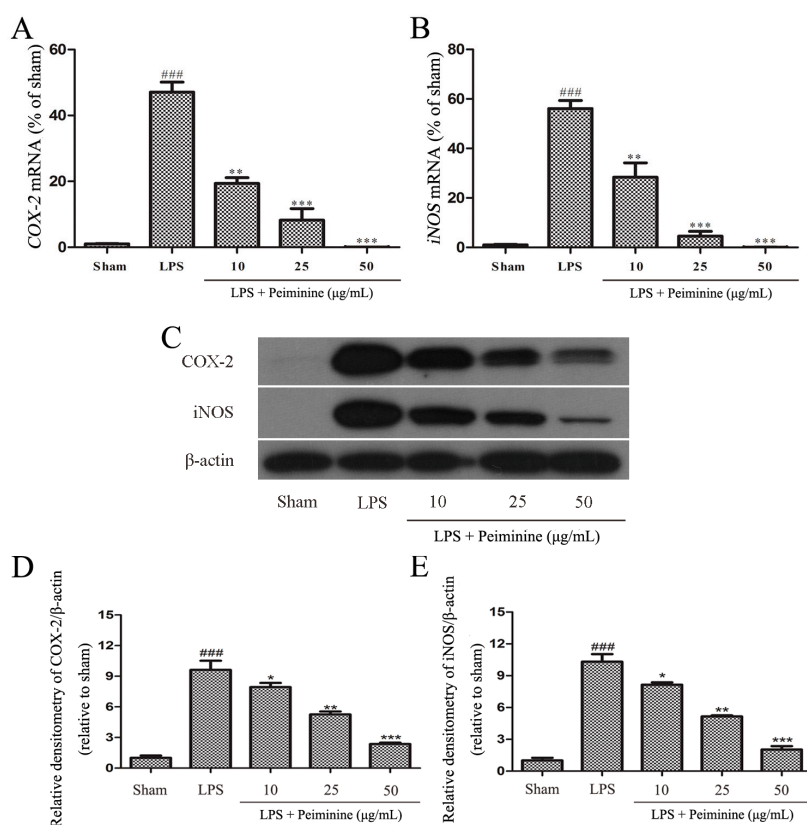 A
COX-2 mRNA (% of sham)
60
40
20
0
###
**
***
***
Sham LPS 10 25 50
LPS + Peiminine (μg/mL)
B
iNOS mRNA (% of sham)
80
60
40
20
0
###
**
***
***
Sham LPS 10 25 50
LPS + Peiminine (μg/mL)
C
COX-2
iNOS
β-actin
Sham LPS 10 25 50
LPS + Peiminine (μg/mL)
D
Relative densitometry of COX-2/β-actin
(relative to sham)
15
12
9
6
3
0
###
*
**
***
Sham LPS 10 25 50
LPS + Peiminine (μg/mL)
E
Relative densitometry of iNOS/β-actin
(relative to sham)
15
12
9
6
3
0
###
*
**
***
Sham LPS 10 25 50
LPS + Peiminine (μg/mL)